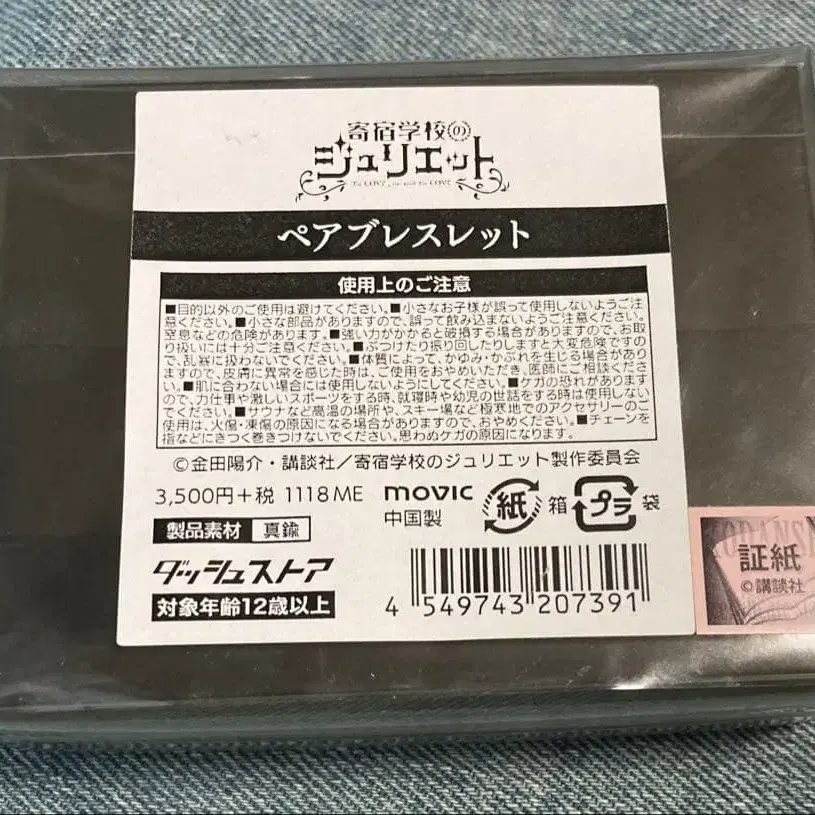 寄宿学校の
ジュリエット
ペアブレスレット
使用上のご注意
■目的以外のご使用は避けてください。■小さなお子様が誤って使用しないようご注
意ください。■小さな部品がありますので、誤って飲み込まないようご注意ください。
窒息などの危険があります。■強い力がかかると破損する場合がありますので、お取
り扱いには十分ご注意ください。■ぶつけたり振り回したりしますと大変危険ですの
で、乱暴に扱わないでください。■体質によって、かゆみ・かぶれを生じる場合があり
ますので、皮膚に異常を感じた時は、ご使用をおやめいただき、医師にご相談くださ
い。■肌に合わない場合には使用しないようにしてください。■ケガの恐れがあります
ので、力仕事や激しいスポーツをする時、就寝時や幼児の世話をする時は使用しない
でください。■サウナなど高温の場所や、スキー場など極寒地でのアクセサリーのご
使用は、火傷・凍傷の原因になる場合がありますので、おやめください。■チェーンを
指などにきつく巻きつけないでください。思わぬケガの原因になります。
©金田陽介・講談社／寄宿学校のジュリエット製作委員会
3,500円+税 1118ME movic 紙 箱 プラ 袋
中国製
製品素材 真鍮
ダッシュストア
対象年齢12歳以上
4 549743 207391
証紙
©講談社